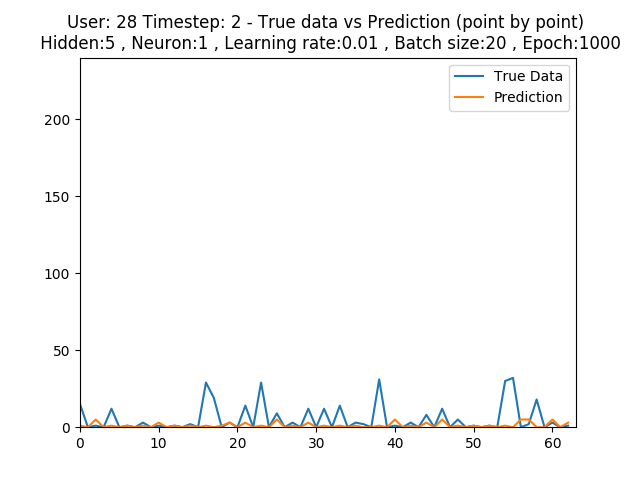 User: 28 Timestep: 2 - True data vs Prediction (point by point)
Hidden:5 , Neuron:1 , Learning rate:0.01 , Batch size:20 , Epoch:1000
True Data
Prediction
200
150
100
50
0
0 10 20 30 40 50 60